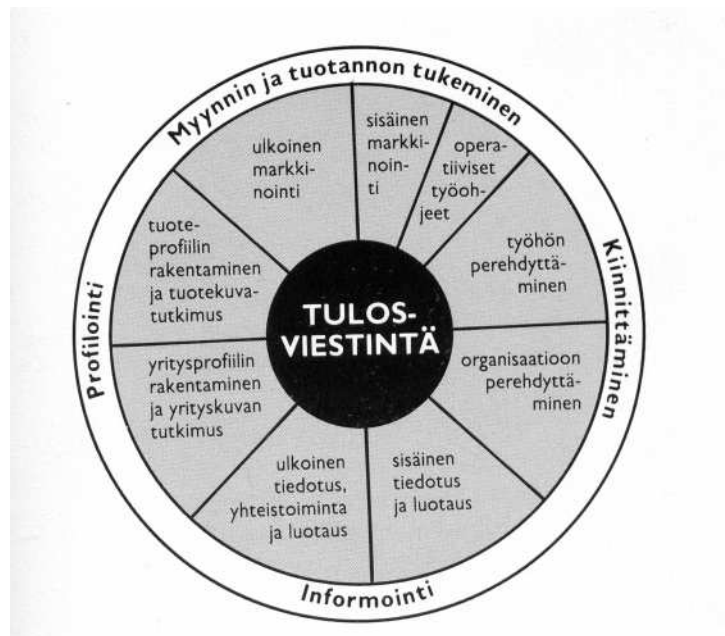 Myynnin ja tuotannon tukeminen
ulkoinen
markki-
nointi
sisäinen
markki-
noin-
ti
opera-
tiiviset
työoh-
jeet
tuote-
profiilin
rakentaminen
ja tuotekuva-
tutkimus
työhön
perehdyttä-
minen
Profilointi
TULOS-
VIESTINTÄ
Kiinnittäminen
yritysprofiilin
rakentaminen
ja yrityskuvan
tutkimus
organisaatioon
perehdyttä-
minen
ulkoinen
tiedotus,
yhteistoiminta
ja luotaus
sisäinen
tiedotus
ja luotaus
Informointi